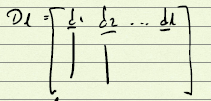 Dl = [ d1 d2 ... dl ]